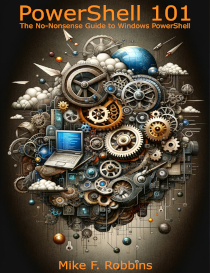 PowerShell 101
The No-Nonsense Guide to Windows PowerShell
Mike F. Robbins